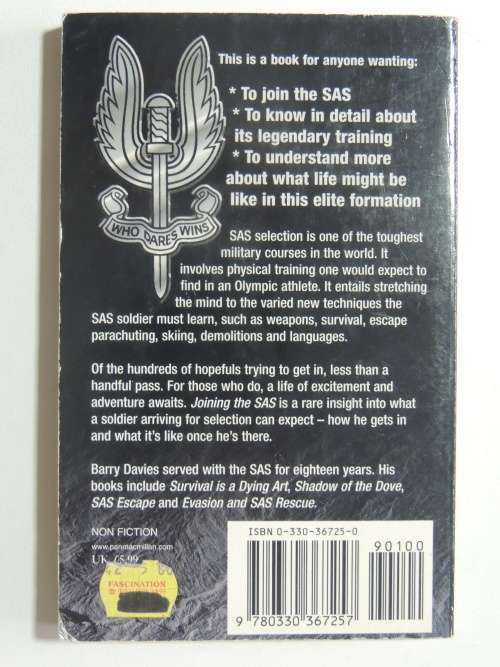 This is a book for anyone wanting:
* To join the SAS
* To know in detail about
its legendary training
* To understand more
about what life might be
like in this elite formation
WHO DARES WINS
SAS selection is one of the toughest
military courses in the world. It
involves physical training one would expect to
find in an Olympic athlete. It entails stretching
the mind to the varied new techniques the
SAS soldier must learn, such as weapons, survival, escape
parachuting, skiing, demolitions and languages.
Of the hundreds of hopefuls trying to get in, less than a
handful pass. For those who do, a life of excitement and
adventure awaits. Joining the SAS is a rare insight into what
a soldier arriving for selection can expect – how he gets in
and what it's like once he's there.
Barry Davies served with the SAS for eighteen years. His
books include Survival is a Dying Art, Shadow of the Dove,
SAS Escape and Evasion and SAS Rescue.
NON FICTION
www.panmacmillan.com
UK £5.99
FASCINATION
ISBN 0-330-36725-0
90100
9 780330 367257